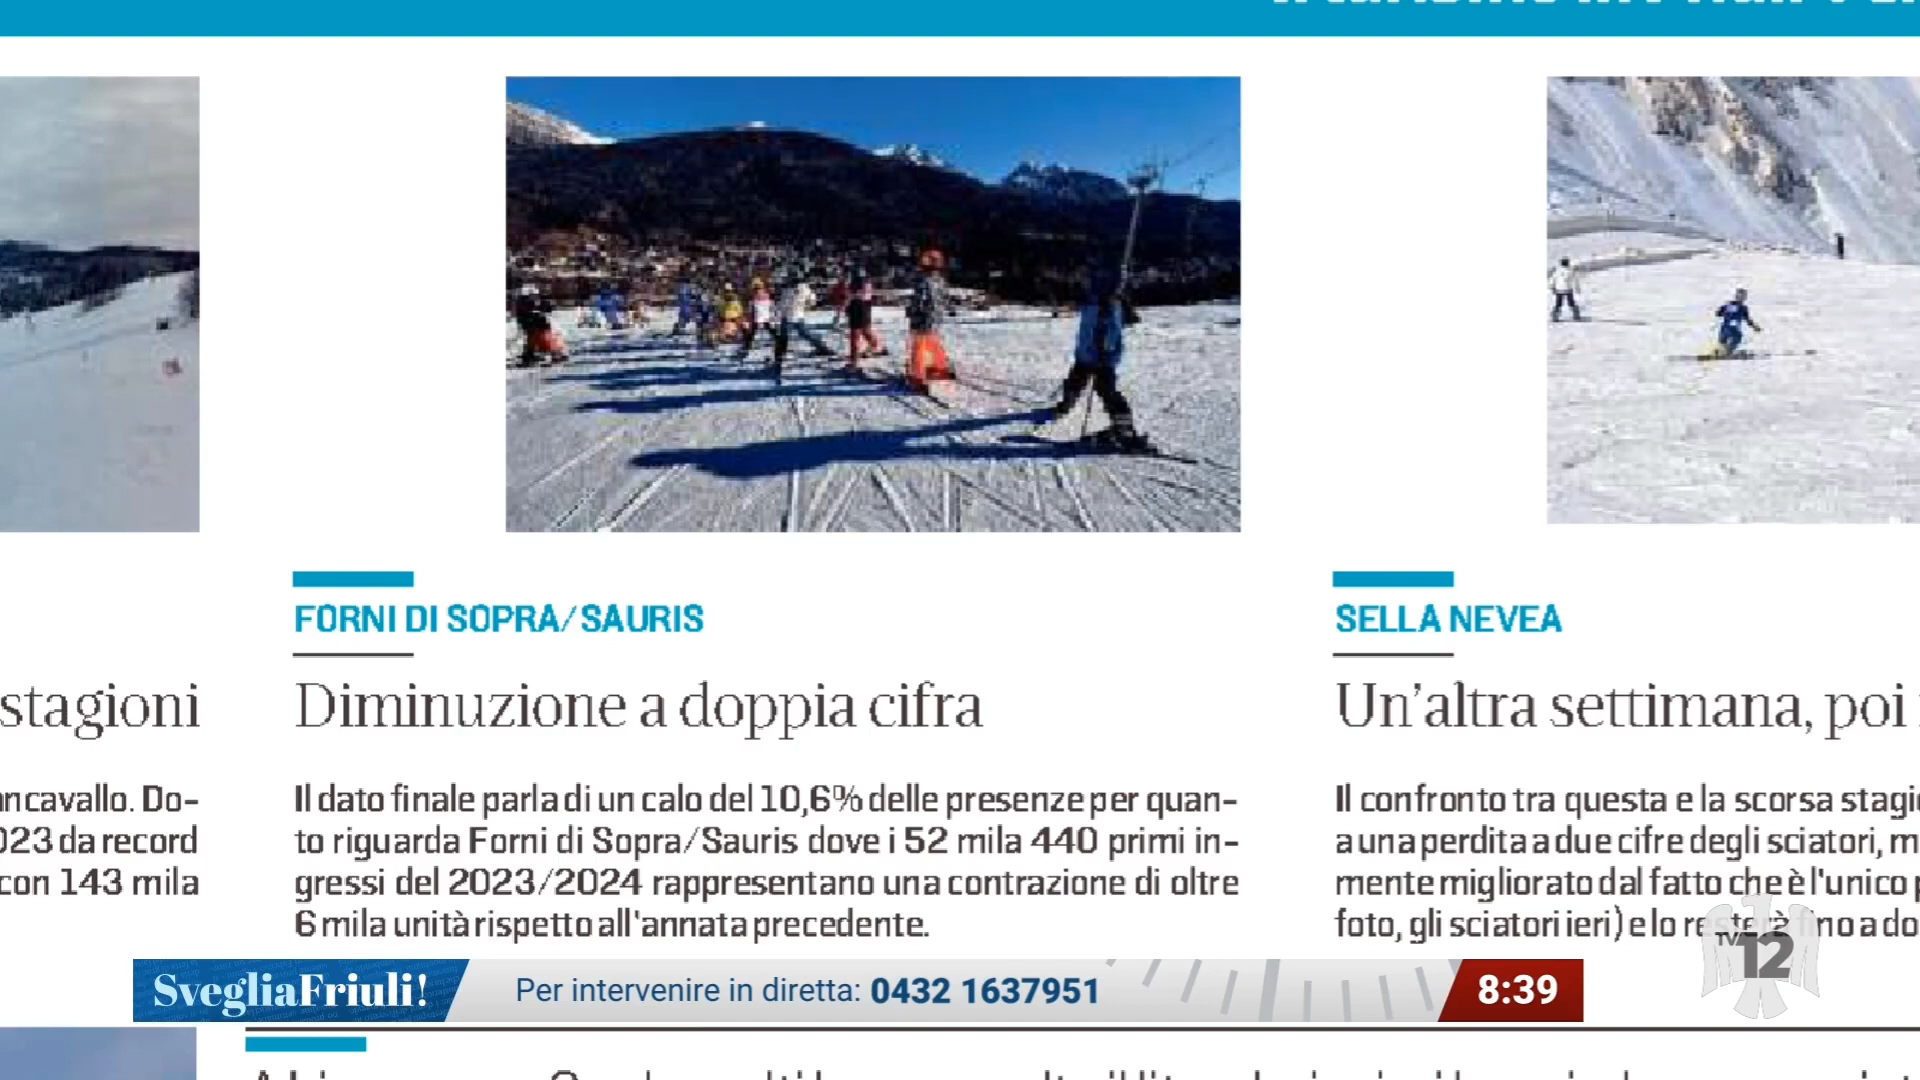 stagioni
ncavallo. Do-
023 da record
con 143 mila
FORNI DI SOPRA/SAURIS
Diminuzione a doppia cifra
Il dato finale parla di un calo del 10,6% delle presenze per quan-
to riguarda Forni di Sopra/Sauris dove i 52 mila 440 primi in-
gressi del 2023/2024 rappresentano una contrazione di oltre
6 mila unità rispetto all'annata precedente.
SELLA NEVEA
Un'altra settimana, poi
Il confronto tra questa e la scorsa stagi
a una perdita a due cifre degli sciatori, m
mente migliorato dal fatto che è l'unico p
foto, gli sciatori ieri) e lo resterà fino a do
SvegliaFriuli!
Per intervenire in diretta: 0432 1637951
8:39
TV12